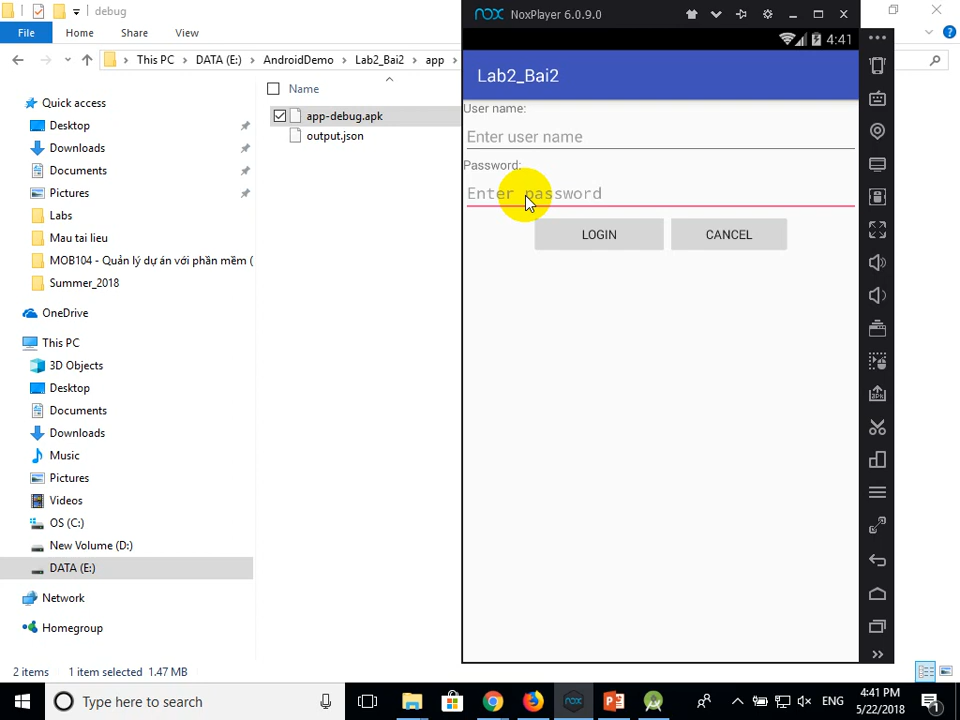 debug
File
Home
Share
View
This PC
DATA (E:)
AndroidDemo
Lab2_Bai2
app
Name
app-debug.apk
output.json
Quick access
Desktop
Downloads
Documents
Pictures
Labs
Mau tai lieu
MOB104 - Quản lý dự án với phần mềm (
Summer_2018
OneDrive
This PC
3D Objects
Desktop
Documents
Downloads
Music
Pictures
Videos
OS (C:)
New Volume (D:)
DATA (E:)
Network
Homegroup
2 items
1 item selected 1.47 MB
nox NoxPlayer 6.0.9.0
4:41
Lab2_Bai2
User name:
Enter user name
Password:
Enter password
LOGIN
CANCEL
Type here to search
nox
ENG
4:41 PM
5/22/2018
1